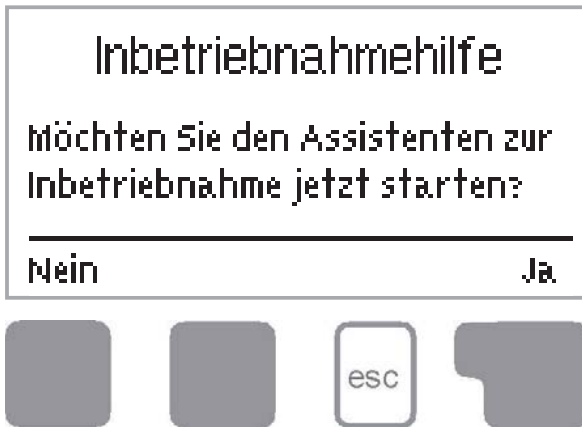 Inbetriebnahmehilfe
Möchten Sie den Assistenten zur
Inbetriebnahme jetzt starten?
Nein Ja
esc